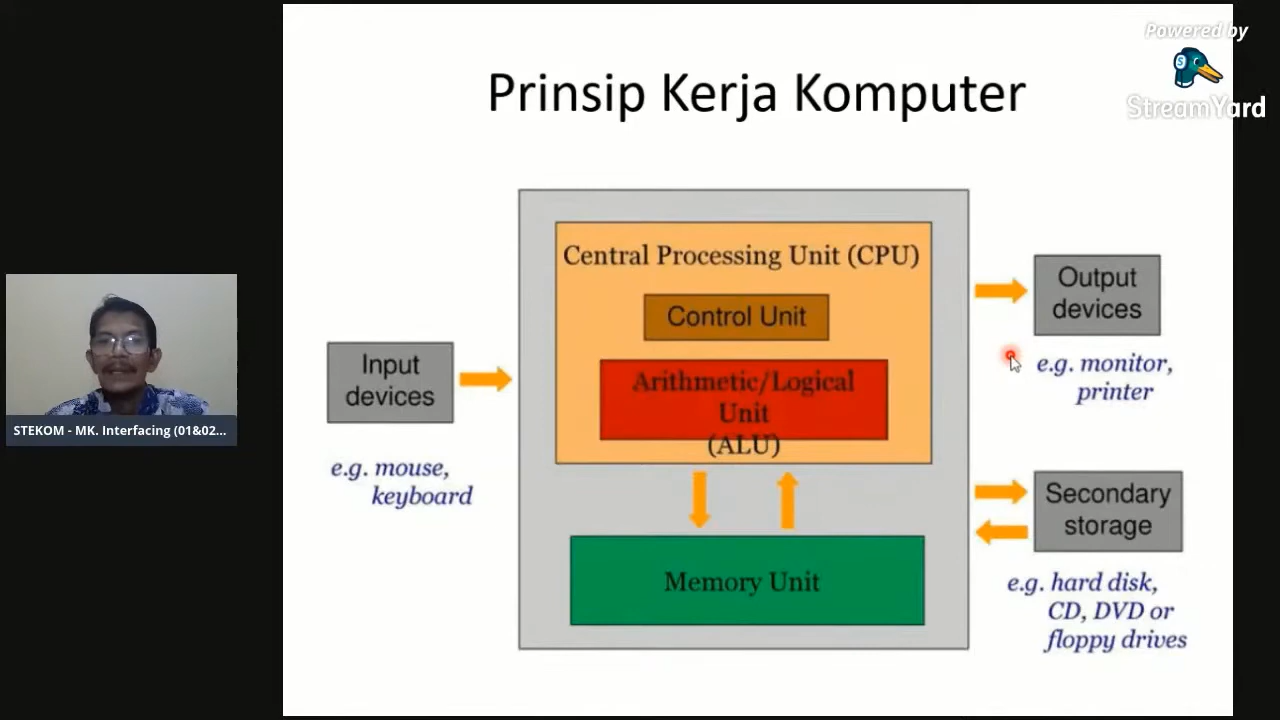 Powered by
StreamYard
Prinsip Kerja Komputer
Central Processing Unit (CPU)
Control Unit
Arithmetic/Logical
Unit
(ALU)
Memory Unit
Input
devices
e.g. mouse,
keyboard
Output
devices
e.g. monitor,
printer
Secondary
storage
e.g. hard disk,
CD, DVD or
floppy drives
STEKOM - MK. Interfacing (01&02...